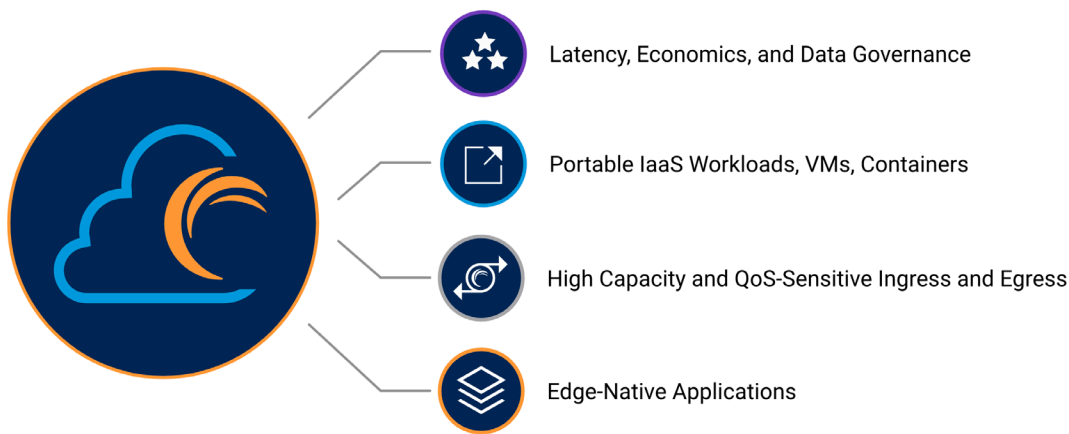 Latency, Economics, and Data Governance
Portable IaaS Workloads, VMs, Containers
High Capacity and QoS-Sensitive Ingress and Egress
Edge-Native Applications